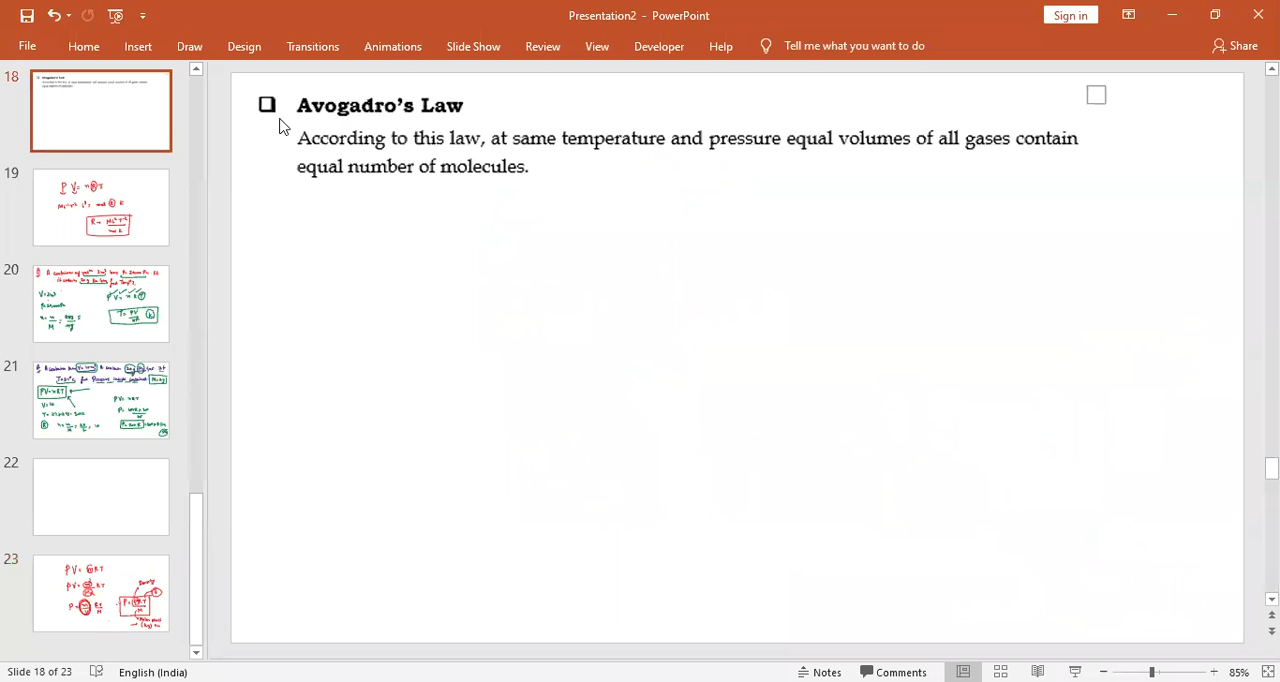 Presentation2 - PowerPoint
Sign in
File Home Insert Draw Design Transitions Animations Slide Show Review View Developer Help Tell me what you want to do Share
18
19
20
21
22
23
Avogadro's Law
According to this law, at same temperature and pressure equal volumes of all gases contain
equal number of molecules.
Slide 18 of 23 English (India) Notes Comments 85%